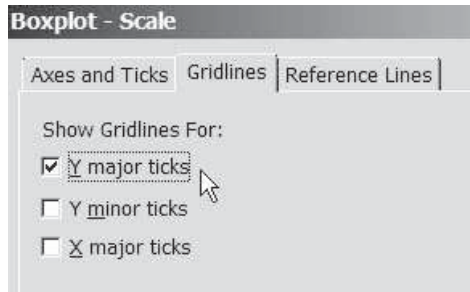 Boxplot - Scale
Axes and Ticks Gridlines Reference Lines
Show Gridlines For:
Y major ticks
Y minor ticks
X major ticks